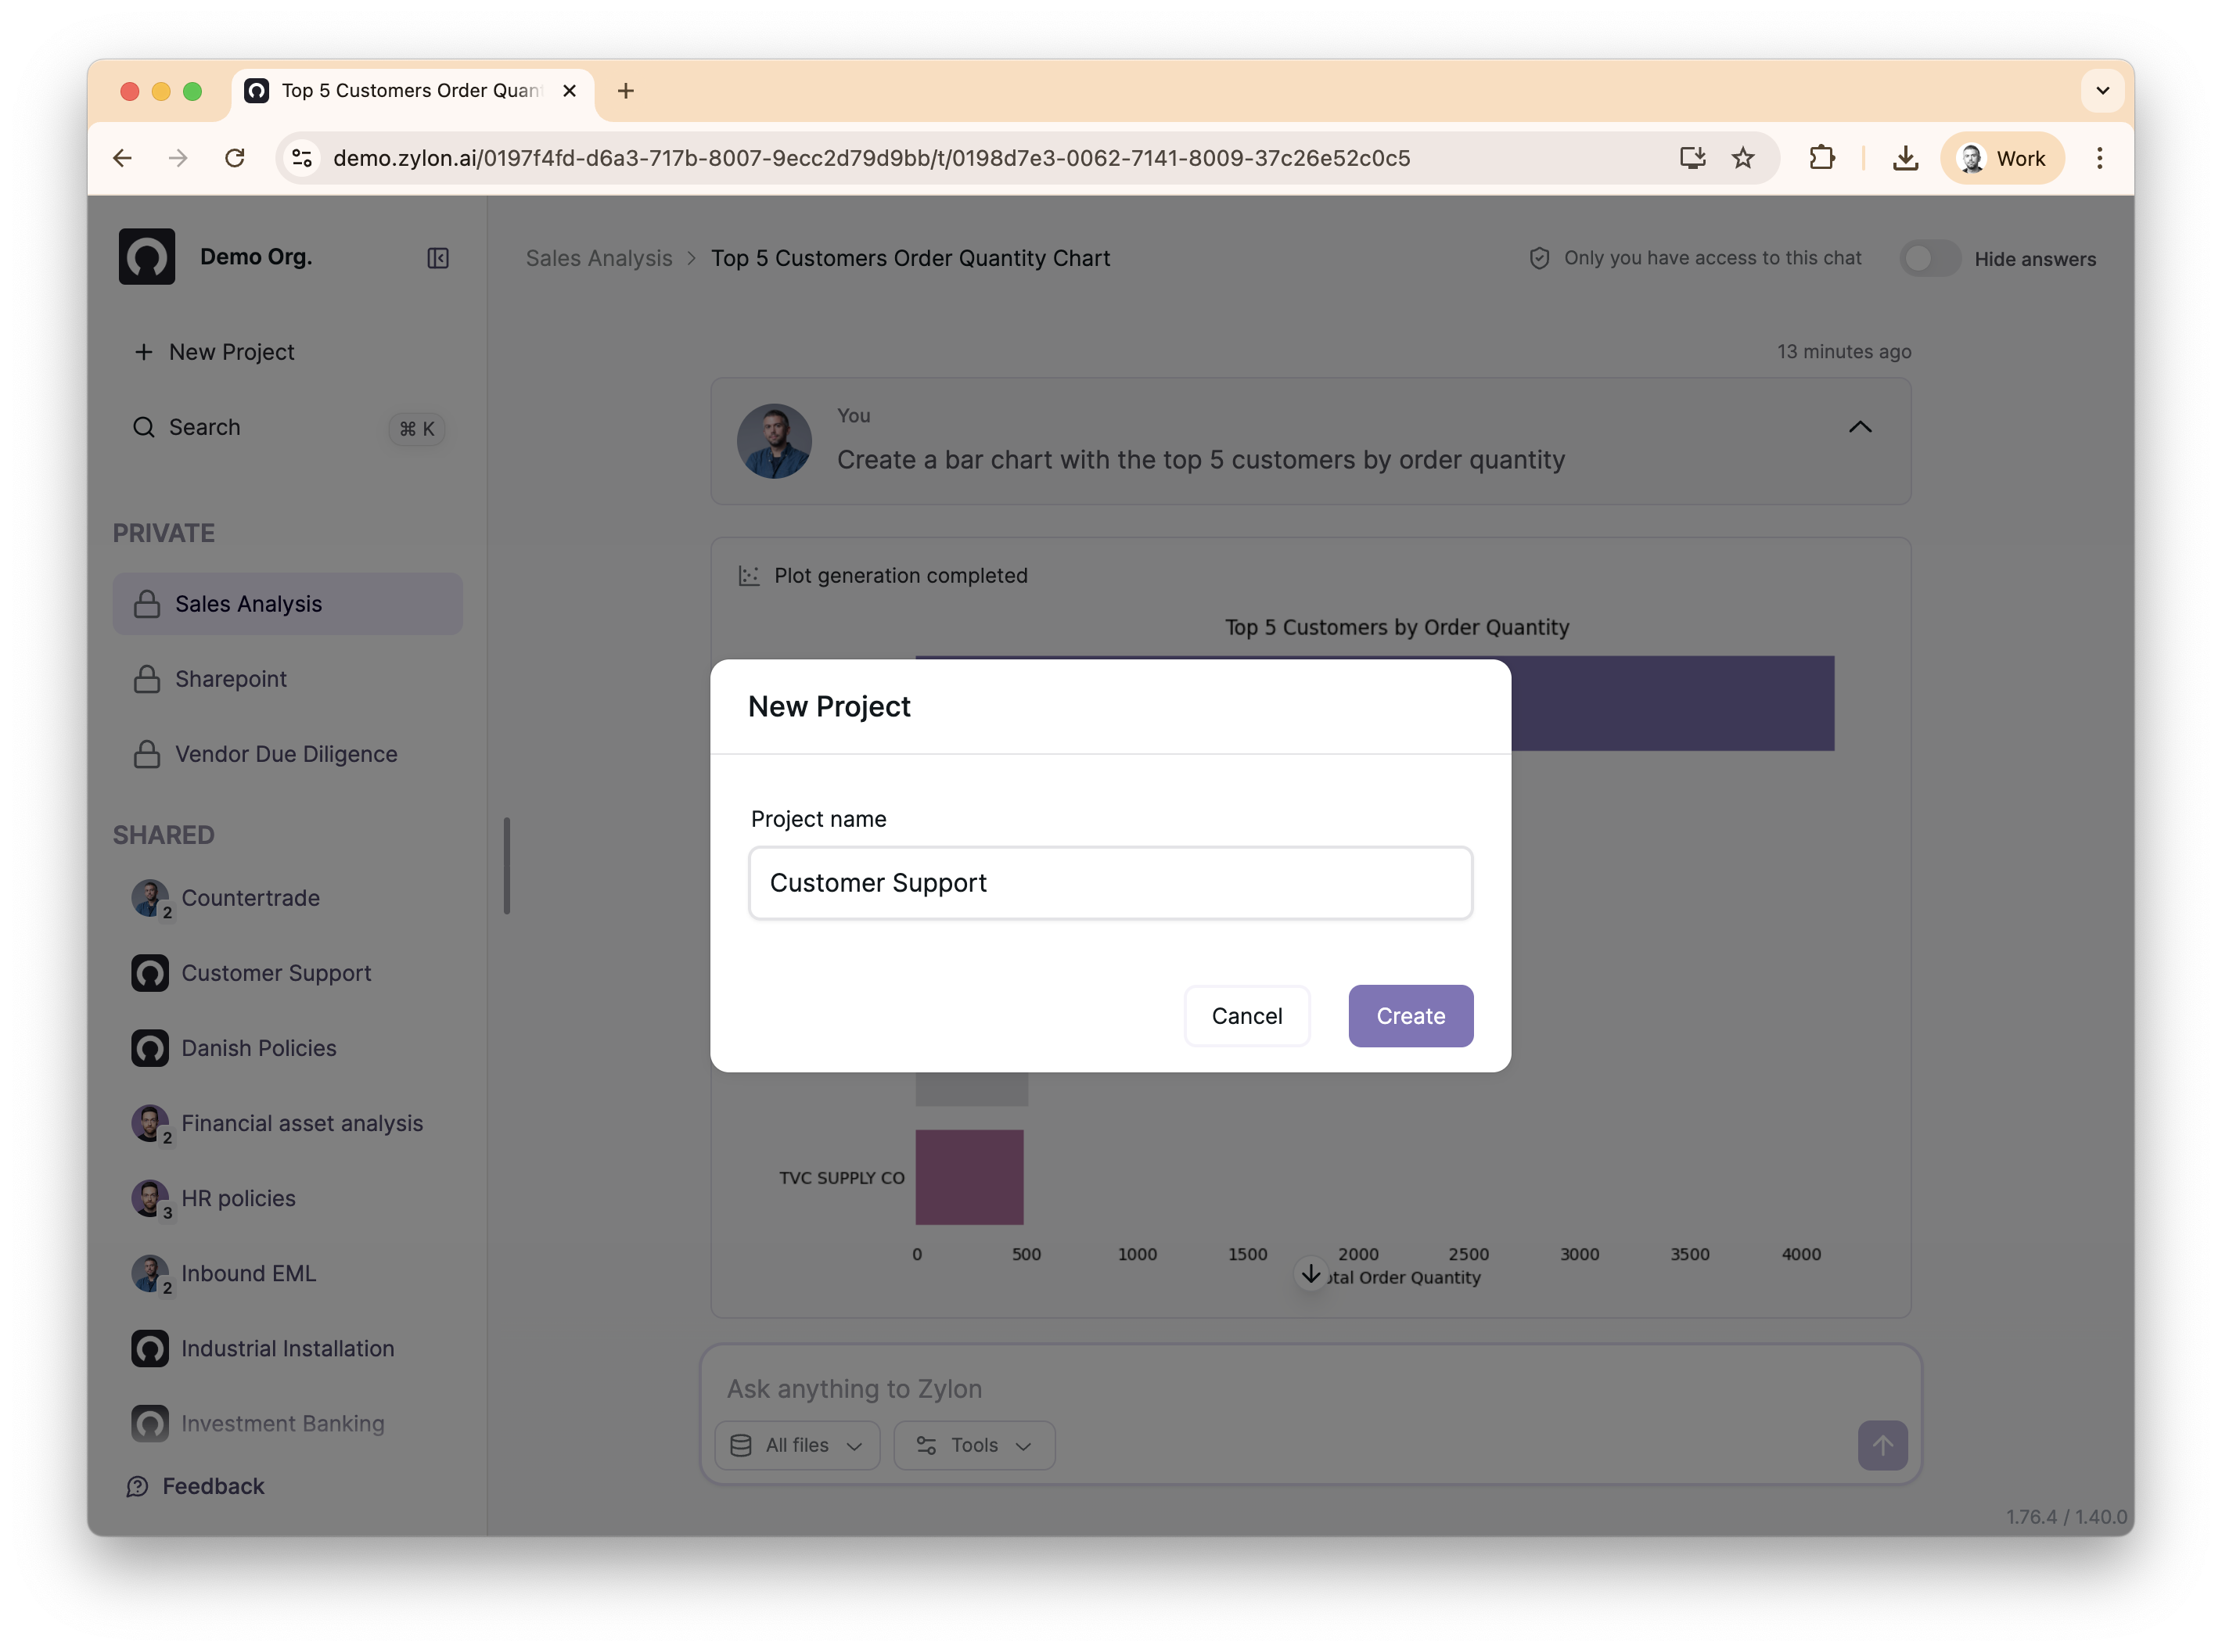 Top 5 Customers Order Quan
demo.zylon.ai/0197f4fd-d6a3-717b-8007-9ecc2d79d9bb/t/0198d7e3-0062-7141-8009-37c26e52c0c5
Work
Demo Org.
New Project
Search
⌘ K
PRIVATE
Sales Analysis
Sharepoint
Vendor Due Diligence
SHARED
2
Countertrade
Customer Support
Danish Policies
2
Financial asset analysis
3
HR policies
2
Inbound EML
Industrial Installation
Investment Banking
Feedback
Sales Analysis > Top 5 Customers Order Quantity Chart
Only you have access to this chat
Hide answers
13 minutes ago
You
Create a bar chart with the top 5 customers by order quantity
Plot generation completed
Top 5 Customers by Order Quantity
New Project
Project name
Customer Support
Cancel
Create
TVC SUPPLY CO
0 500 1000 1500 2000 2500 3000 3500 4000
otal Order Quantity
Ask anything to Zylon
All files
Tools
1.76.4 / 1.40.0